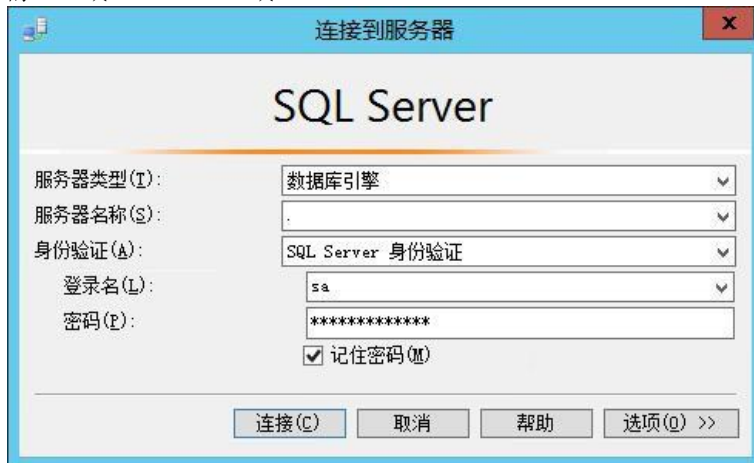 连接到服务器
x
SQL Server
服务器类型(T):
数据库引擎
服务器名称(S):
.
身份验证(A):
SQL Server 身份验证
登录名(L):
sa
密码(P):
*************
记住密码(M)
连接(C) 取消 帮助 选项(O) >>